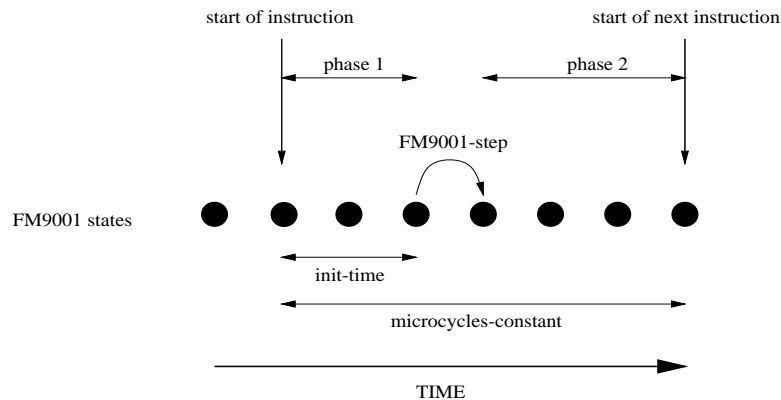 start of instruction
start of next instruction
phase 1
phase 2
FM9001-step
FM9001 states
init-time
microcycles-constant
TIME